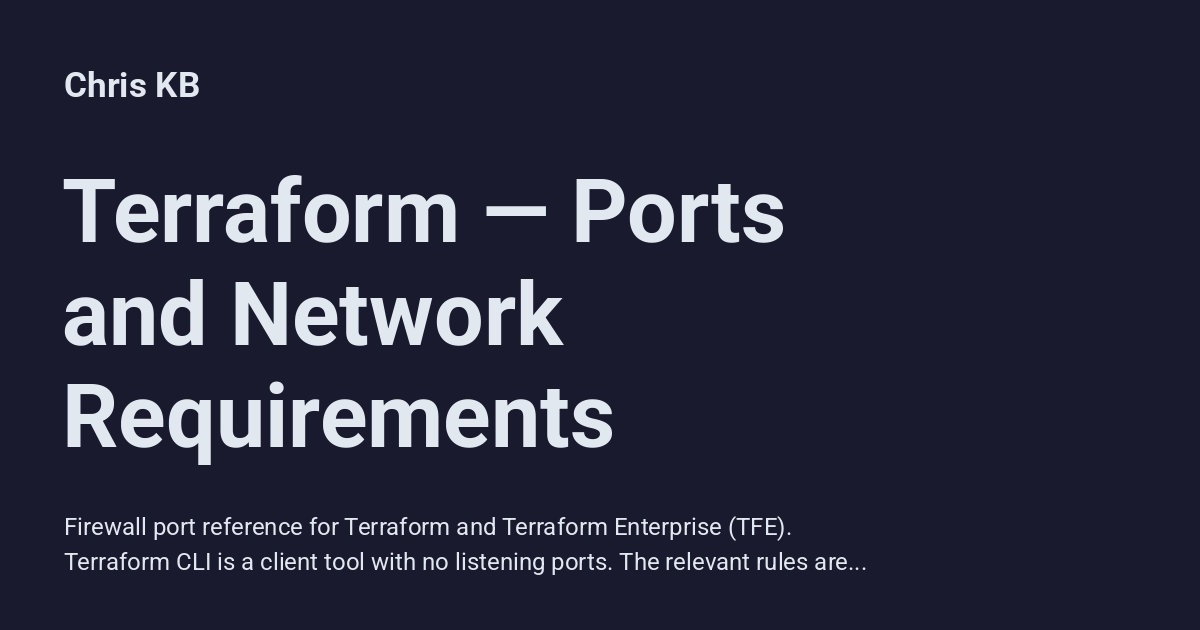 Chris KB
Terraform — Ports
and Network
Requirements
Firewall port reference for Terraform and Terraform Enterprise (TFE).
Terraform CLI is a client tool with no listening ports. The relevant rules are...